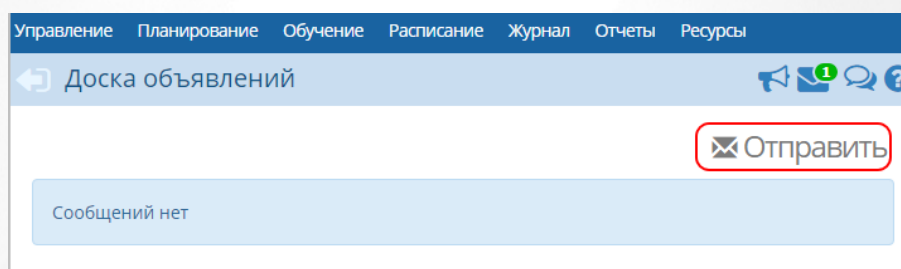 Управление Планирование Обучение Расписание Журнал Отчеты Ресурсы
Доска объявлений 1 ?
Отправить
Сообщений нет